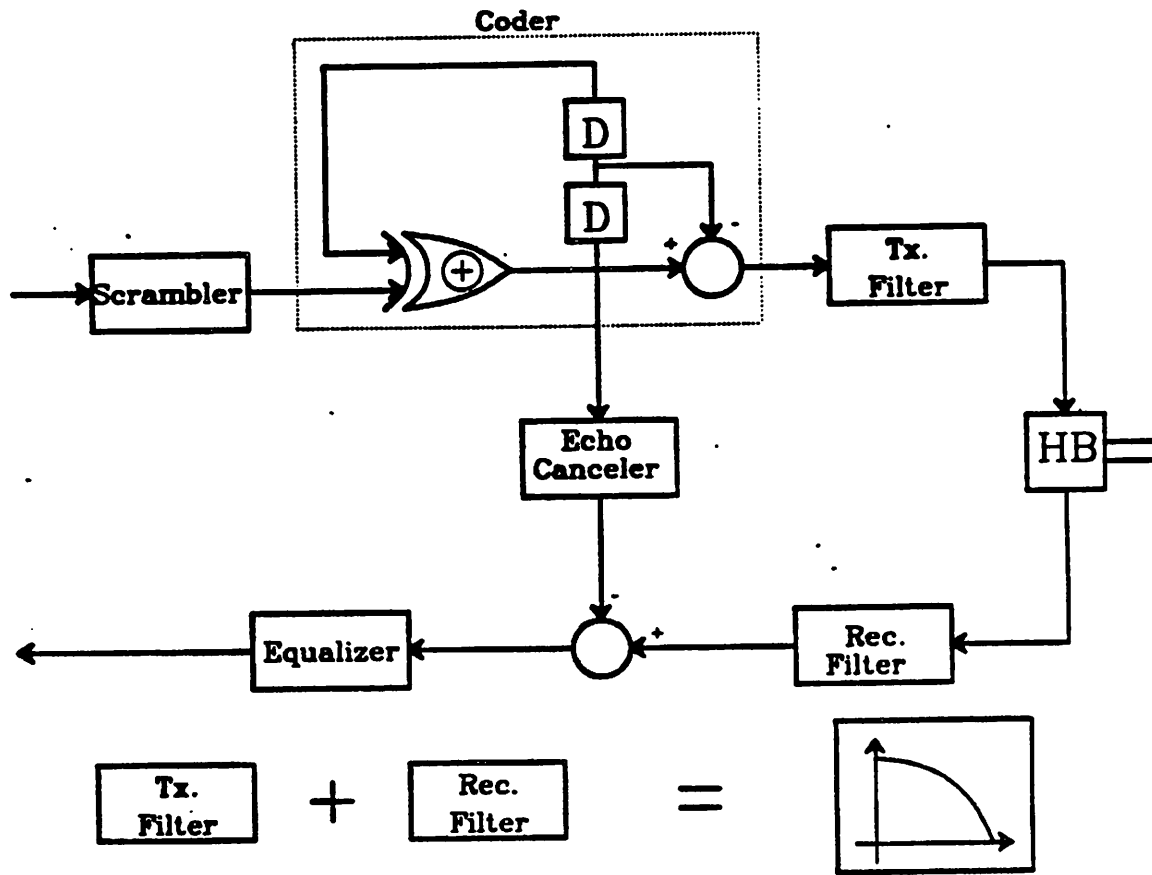 Coder
D
D
+
-
+
Scrambler
Tx.
Filter
Echo
Canceler
HB
-
+
Equalizer
Rec.
Filter
Tx.
Filter
+
Rec.
Filter
=